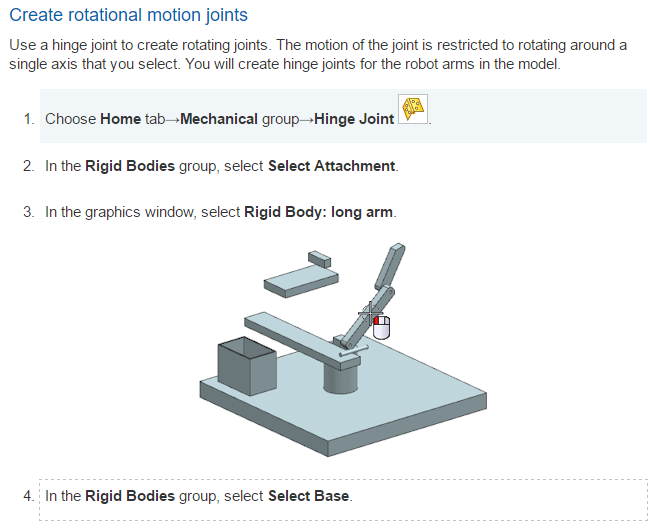 Create rotational motion joints
Use a hinge joint to create rotating joints. The motion of the joint is restricted to rotating around a
single axis that you select. You will create hinge joints for the robot arms in the model.
1. Choose Home tab→Mechanical group→Hinge Joint .
2. In the Rigid Bodies group, select Select Attachment.
3. In the graphics window, select Rigid Body: long arm.
4. In the Rigid Bodies group, select Select Base.